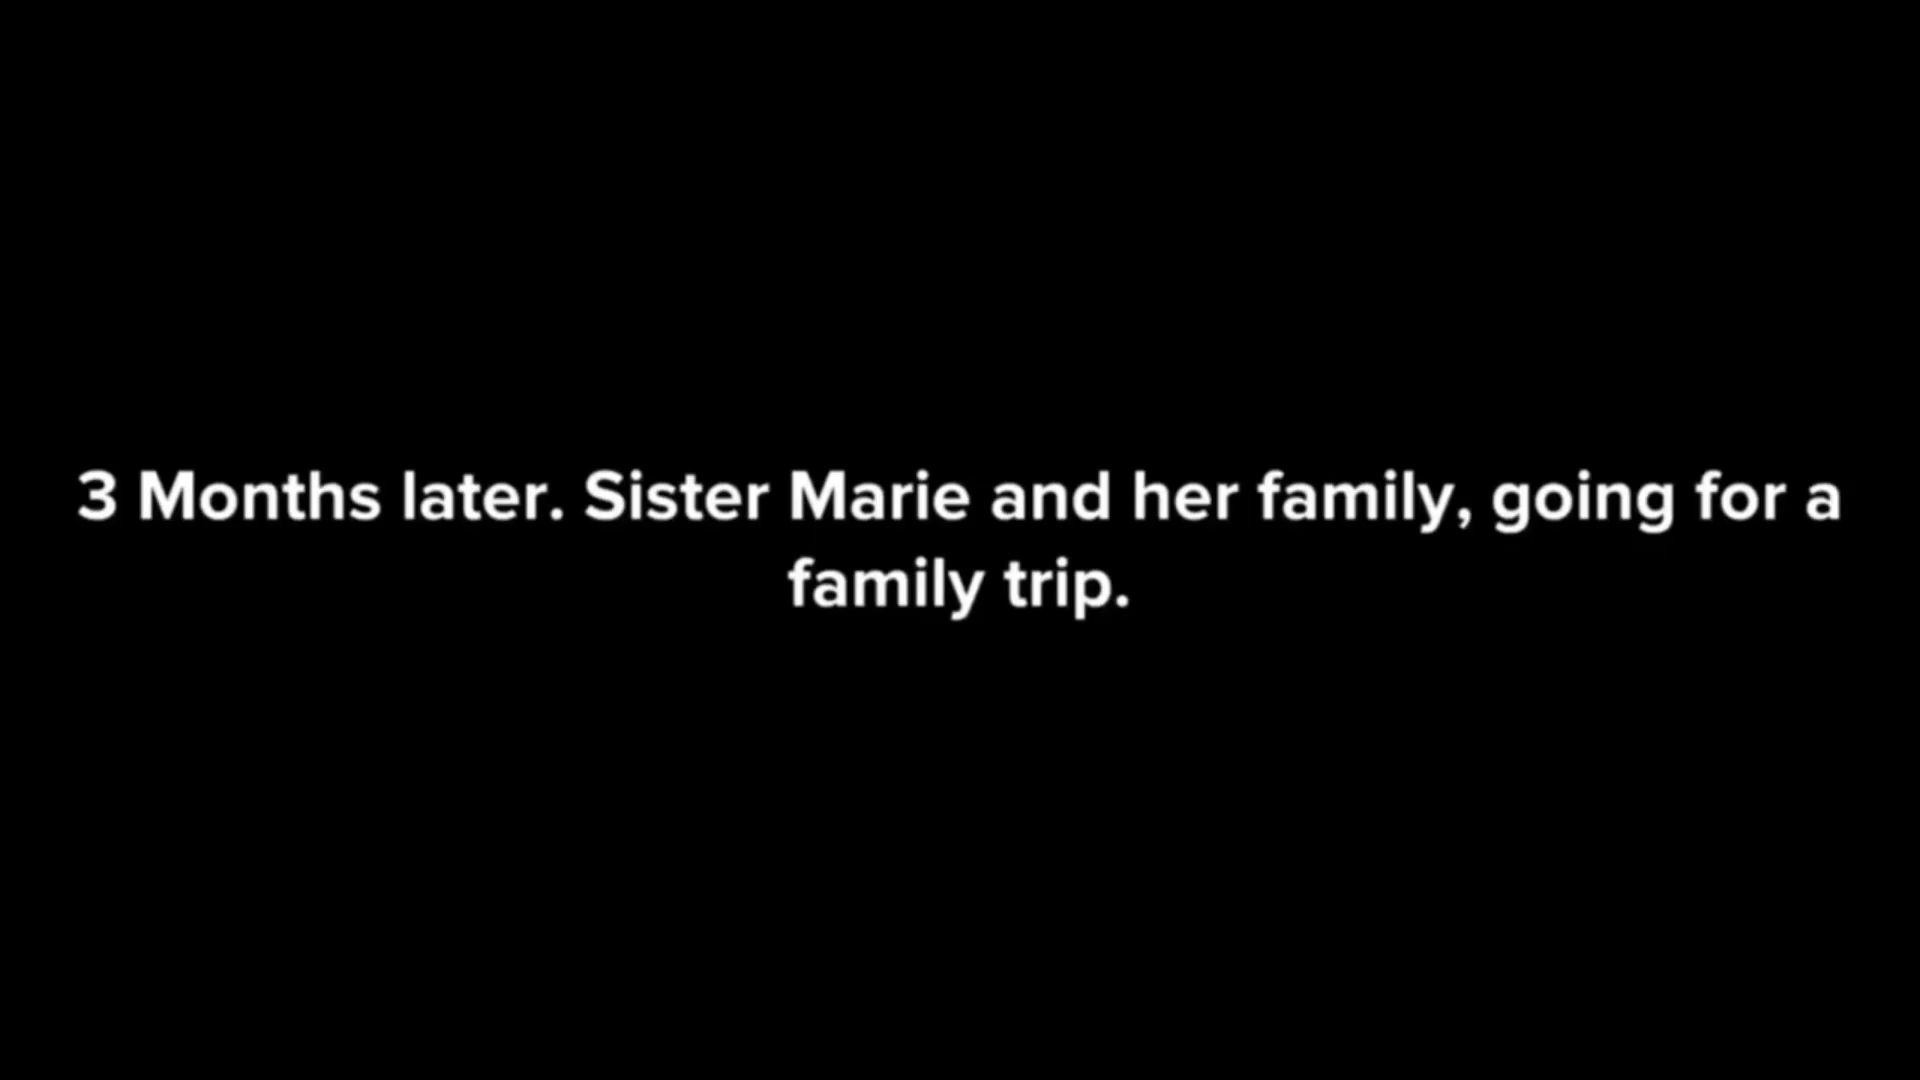 3 Months later. Sister Marie and her family, going for a
family trip.